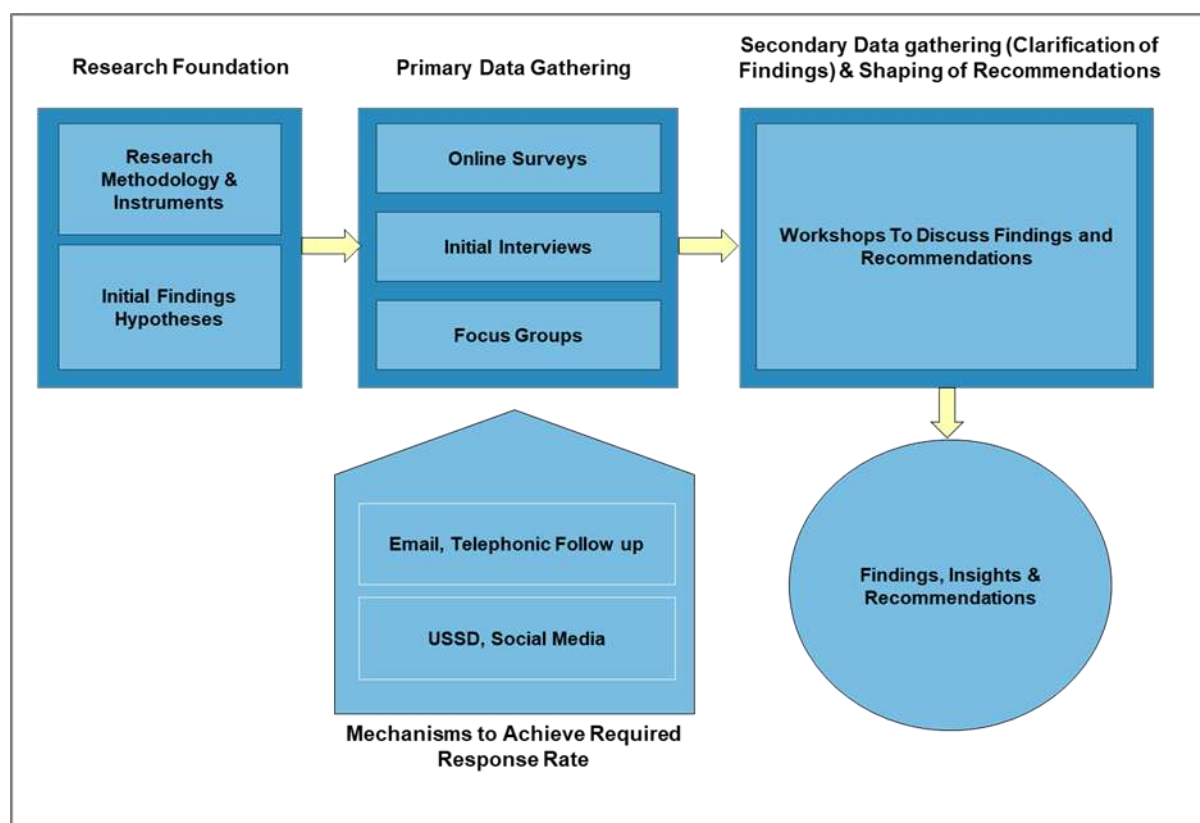 Research Foundation
Research
Methodology &
Instruments
Initial Findings
Hypotheses
Primary Data Gathering
Online Surveys
Initial Interviews
Focus Groups
Secondary Data gathering (Clarification of
Findings) & Shaping of Recommendations
Workshops To Discuss Findings and
Recommendations
Email, Telephonic Follow up
USSD, Social Media
Mechanisms to Achieve Required
Response Rate
Findings, Insights &
Recommendations